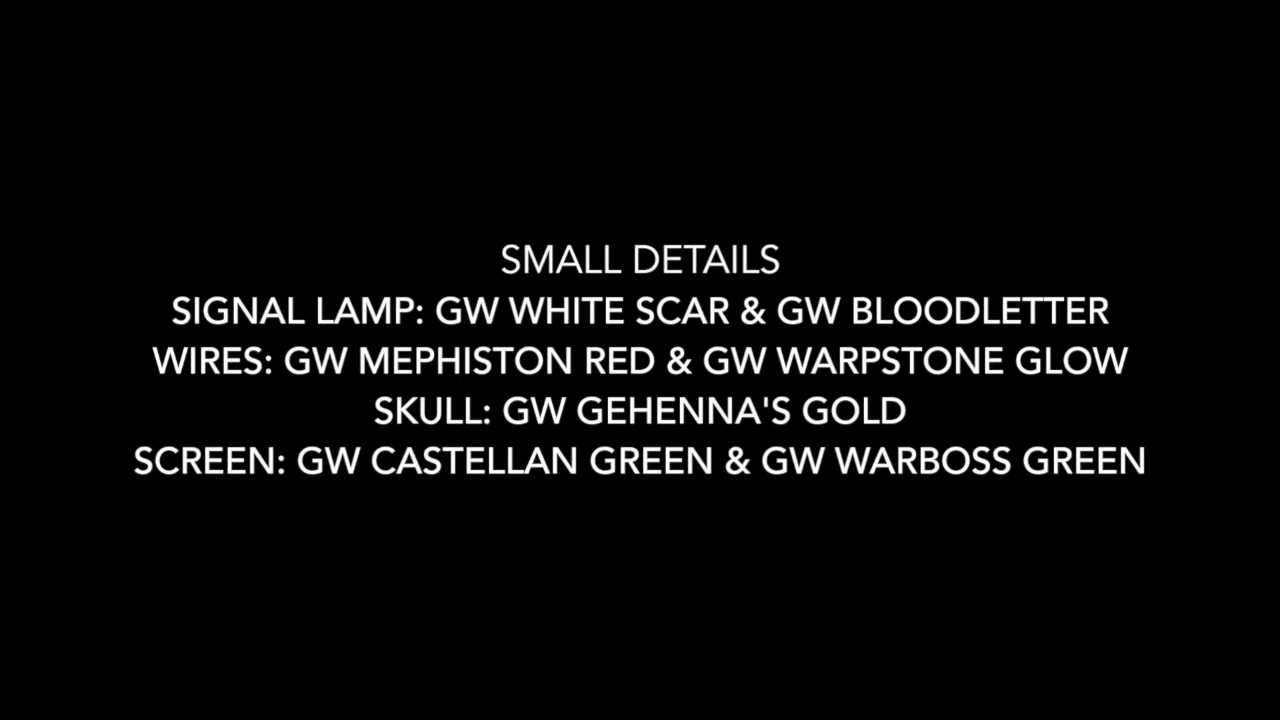 SMALL DETAILS
SIGNAL LAMP: GW WHITE SCAR & GW BLOODLETTER
WIRES: GW MEPHISTON RED & GW WARPSTONE GLOW
SKULL: GW GEHENNA'S GOLD
SCREEN: GW CASTELLAN GREEN & GW WARBOSS GREEN